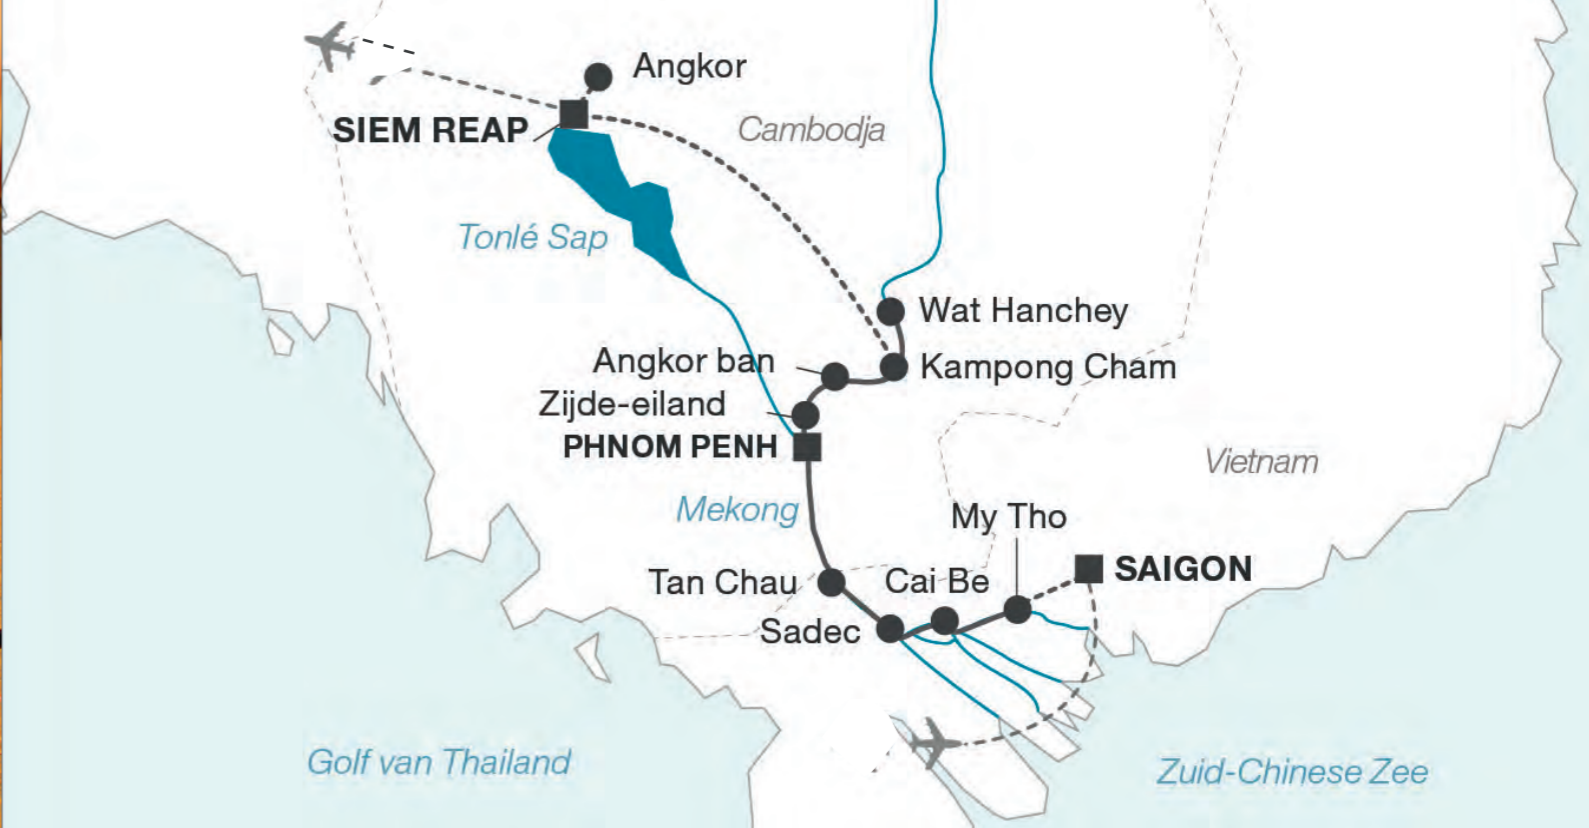 Angkor
SIEM REAP
Cambodja
Tonlé Sap
Wat Hanchey
Angkor ban
Kampong Cham
Zijde-eiland
PHNOM PENH
Vietnam
Mekong
My Tho
SAIGON
Tan Chau
Cai Be
Sadec
Golf van Thailand
Zuid-Chinese Zee